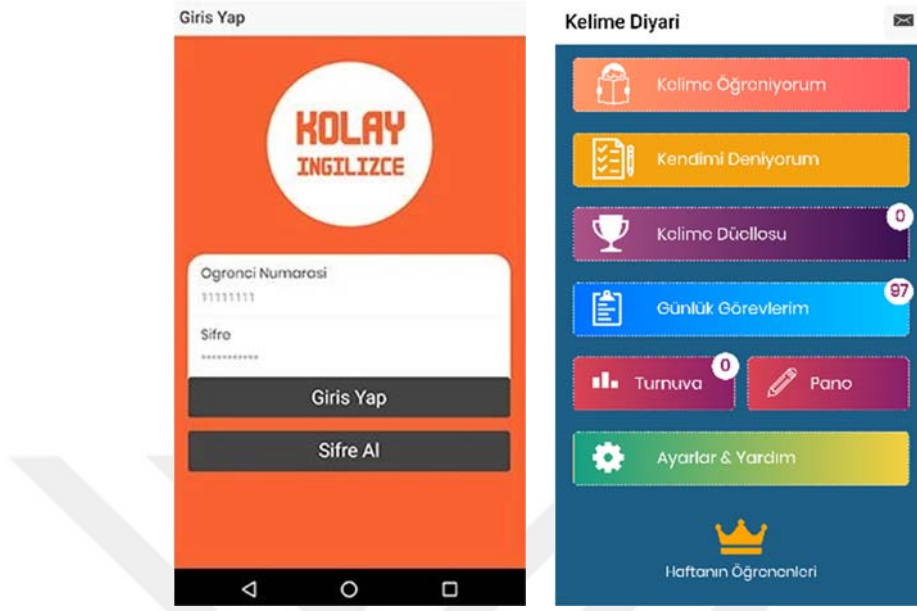 Giris Yap
KOLAY
INGILIZCE
Ogrenci Numarasi
11111111
Sifre
***********
Giris Yap
Sifre Al
Kelime Diyari
Kelime Öğreniyorum
Kendimi Deniyorum
Kelime Düellosu
0
Günlük Görevlerim
97
Turnuva
0
Pano
Ayarlar & Yardım
Haftanın Öğrenenleri